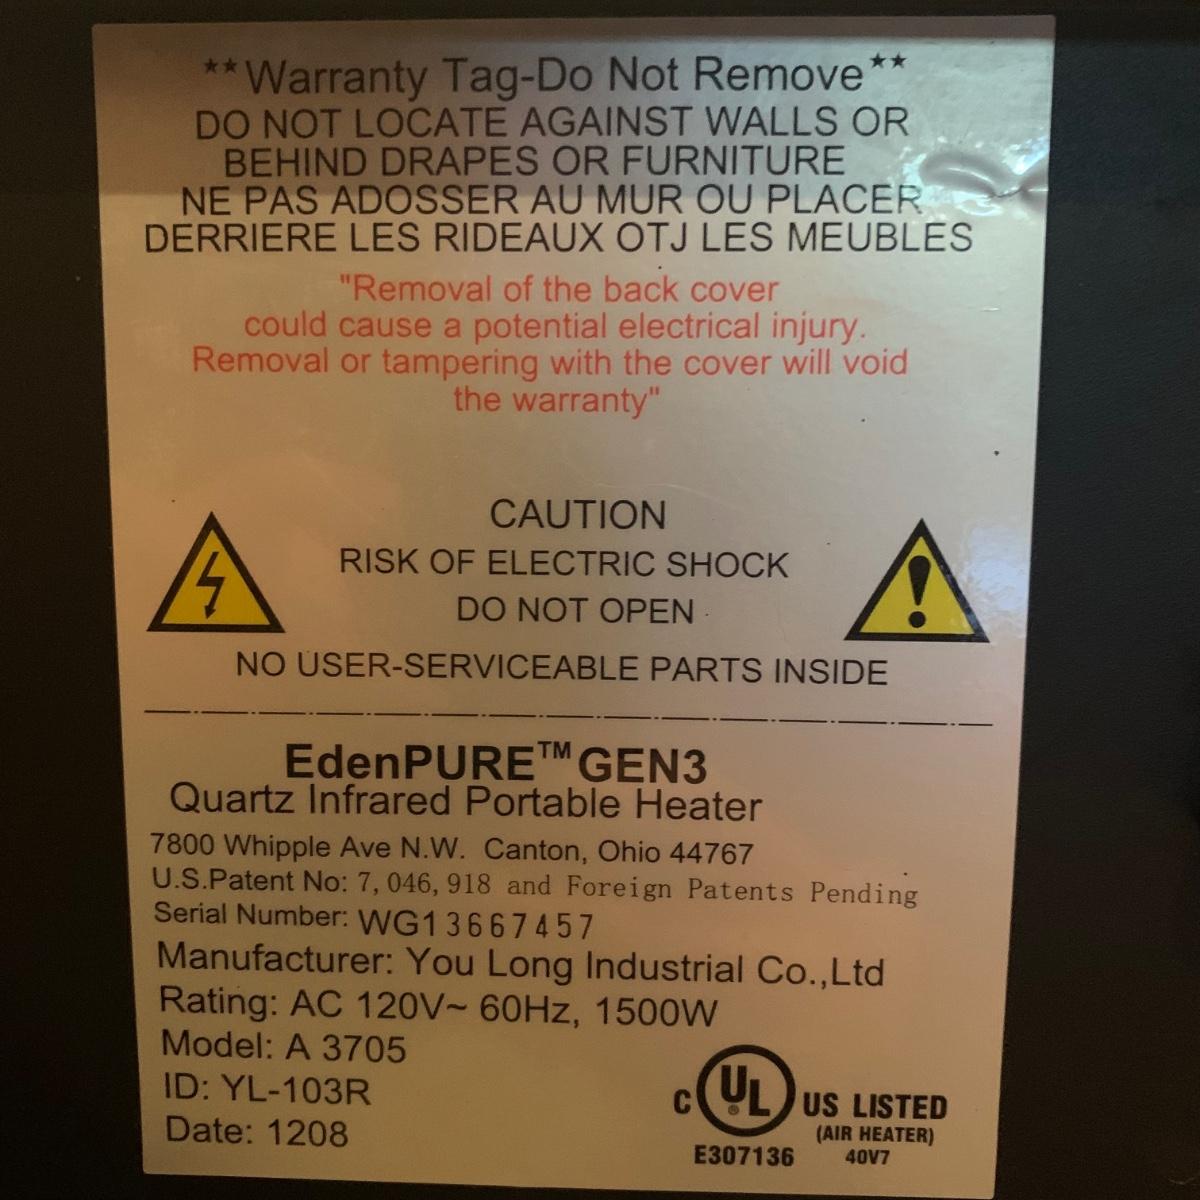 **Warranty Tag-Do Not Remove**
DO NOT LOCATE AGAINST WALLS OR
BEHIND DRAPES OR FURNITURE
NE PAS ADOSSER AU MUR OU PLACER
DERRIERE LES RIDEAUX OTJ LES MEUBLES
"Removal of the back cover
could cause a potential electrical injury.
Removal or tampering with the cover will void
the warranty"
CAUTION
RISK OF ELECTRIC SHOCK
DO NOT OPEN
NO USER-SERVICEABLE PARTS INSIDE
EdenPURE™ GEN3
Quartz Infrared Portable Heater
7800 Whipple Ave N.W. Canton, Ohio 44767
U.S.Patent No: 7,046,918 and Foreign Patents Pending
Serial Number: WG13667457
Manufacturer: You Long Industrial Co.,Ltd
Rating: AC 120V~ 60Hz, 1500W
Model: A 3705
ID: YL-103R
Date: 1208
C UL® US LISTED
(AIR HEATER)
E307136 40V7